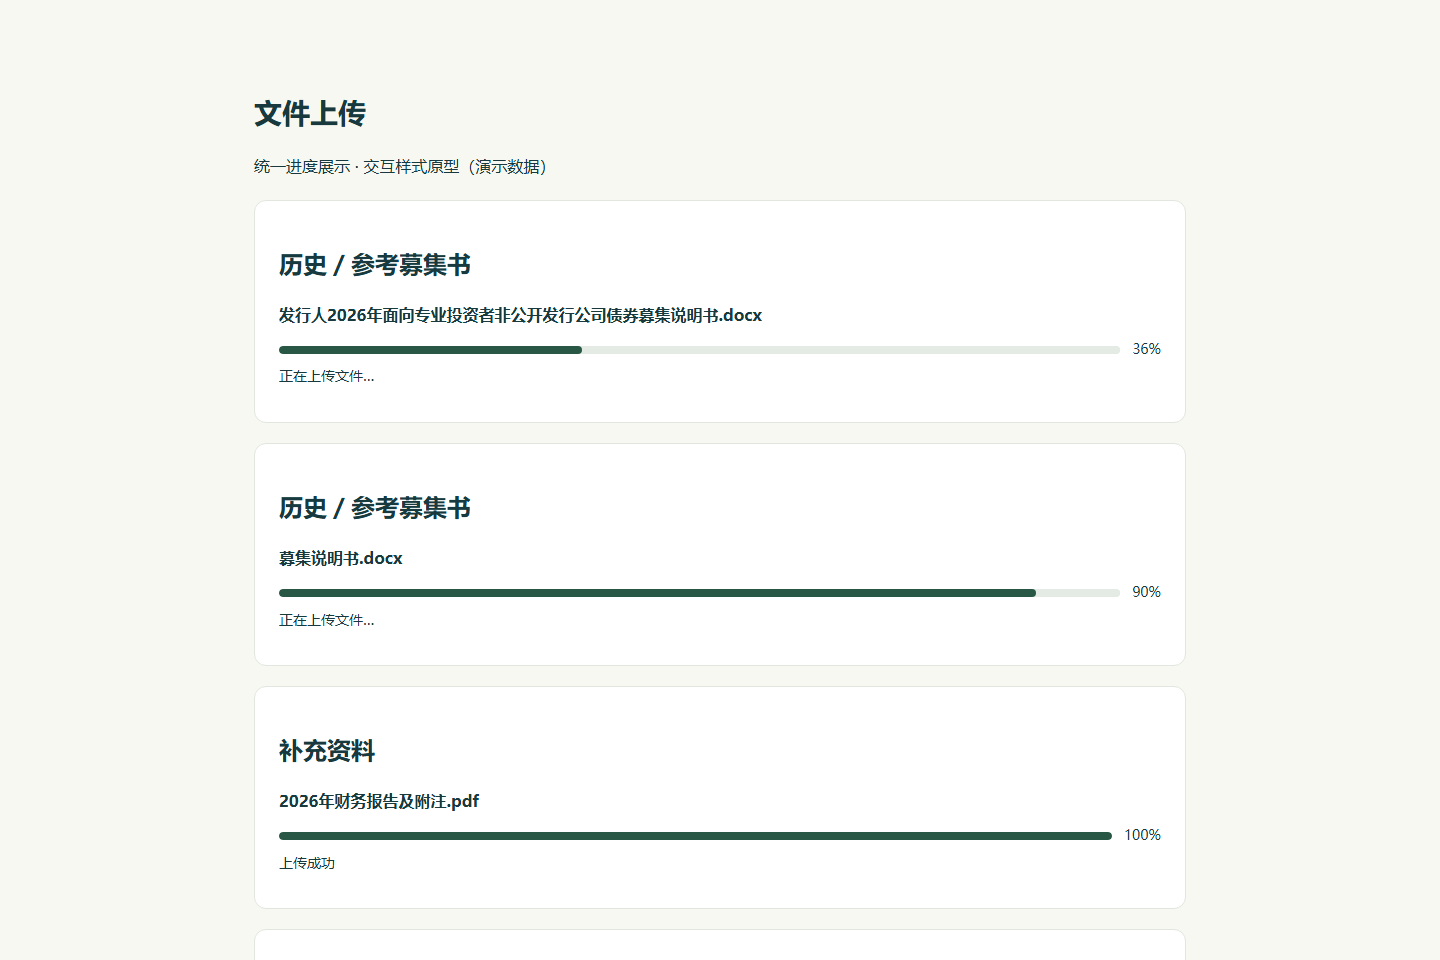 文件上传
统一进度展示 · 交互样式原型（演示数据）
历史 / 参考募集书
发行人2026年面向专业投资者非公开发行公司债券募集说明书.docx
36%
正在上传文件...
历史 / 参考募集书
募集说明书.docx
90%
正在上传文件...
补充资料
2026年财务报告及附注.pdf
100%
上传成功